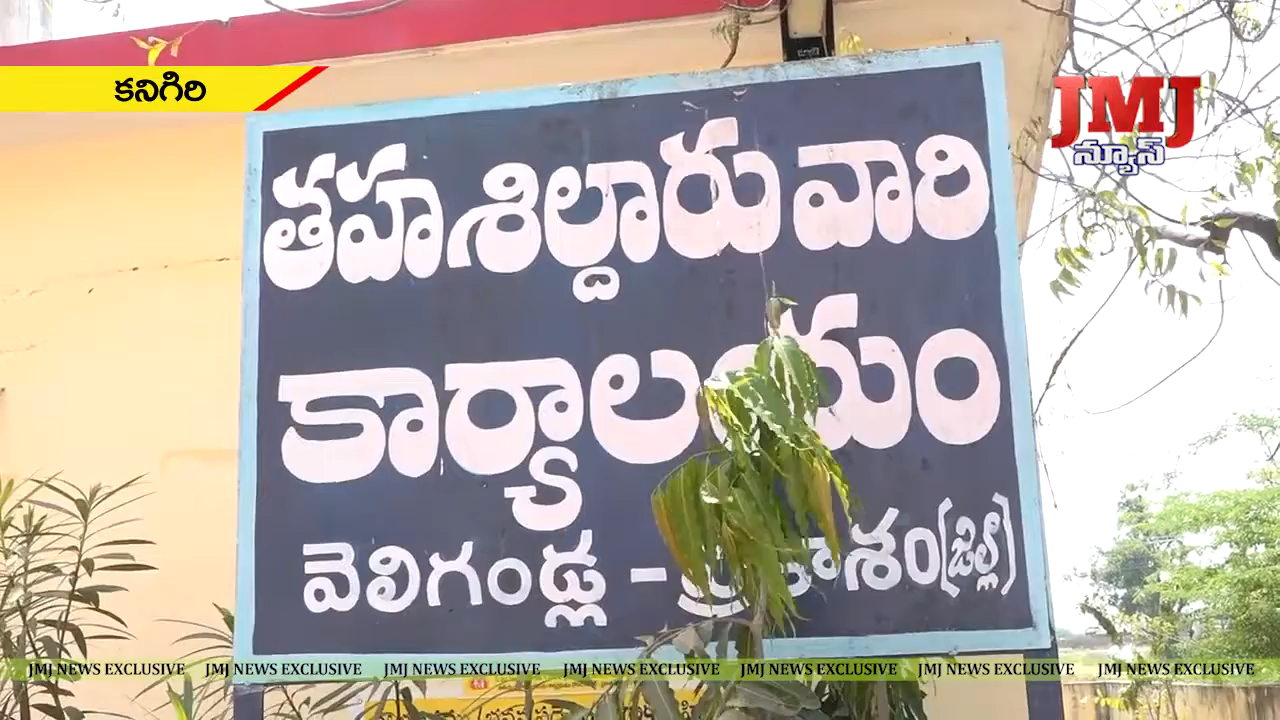 కనిగిరి
JMJ
న్యూస్
తహశిల్దారు వారి
కార్యాలయం
వెలిగండ్ల - ప్రకాశం (జిల్లా)
JMJ NEWS EXCLUSIVE JMJ NEWS EXCLUSIVE JMJ NEWS EXCLUSIVE JMJ NEWS EXCLUSIVE JMJ NEWS EXCLUSIVE JMJ NEWS EXCLUSIVE JMJ NEWS EXCLUSIVE